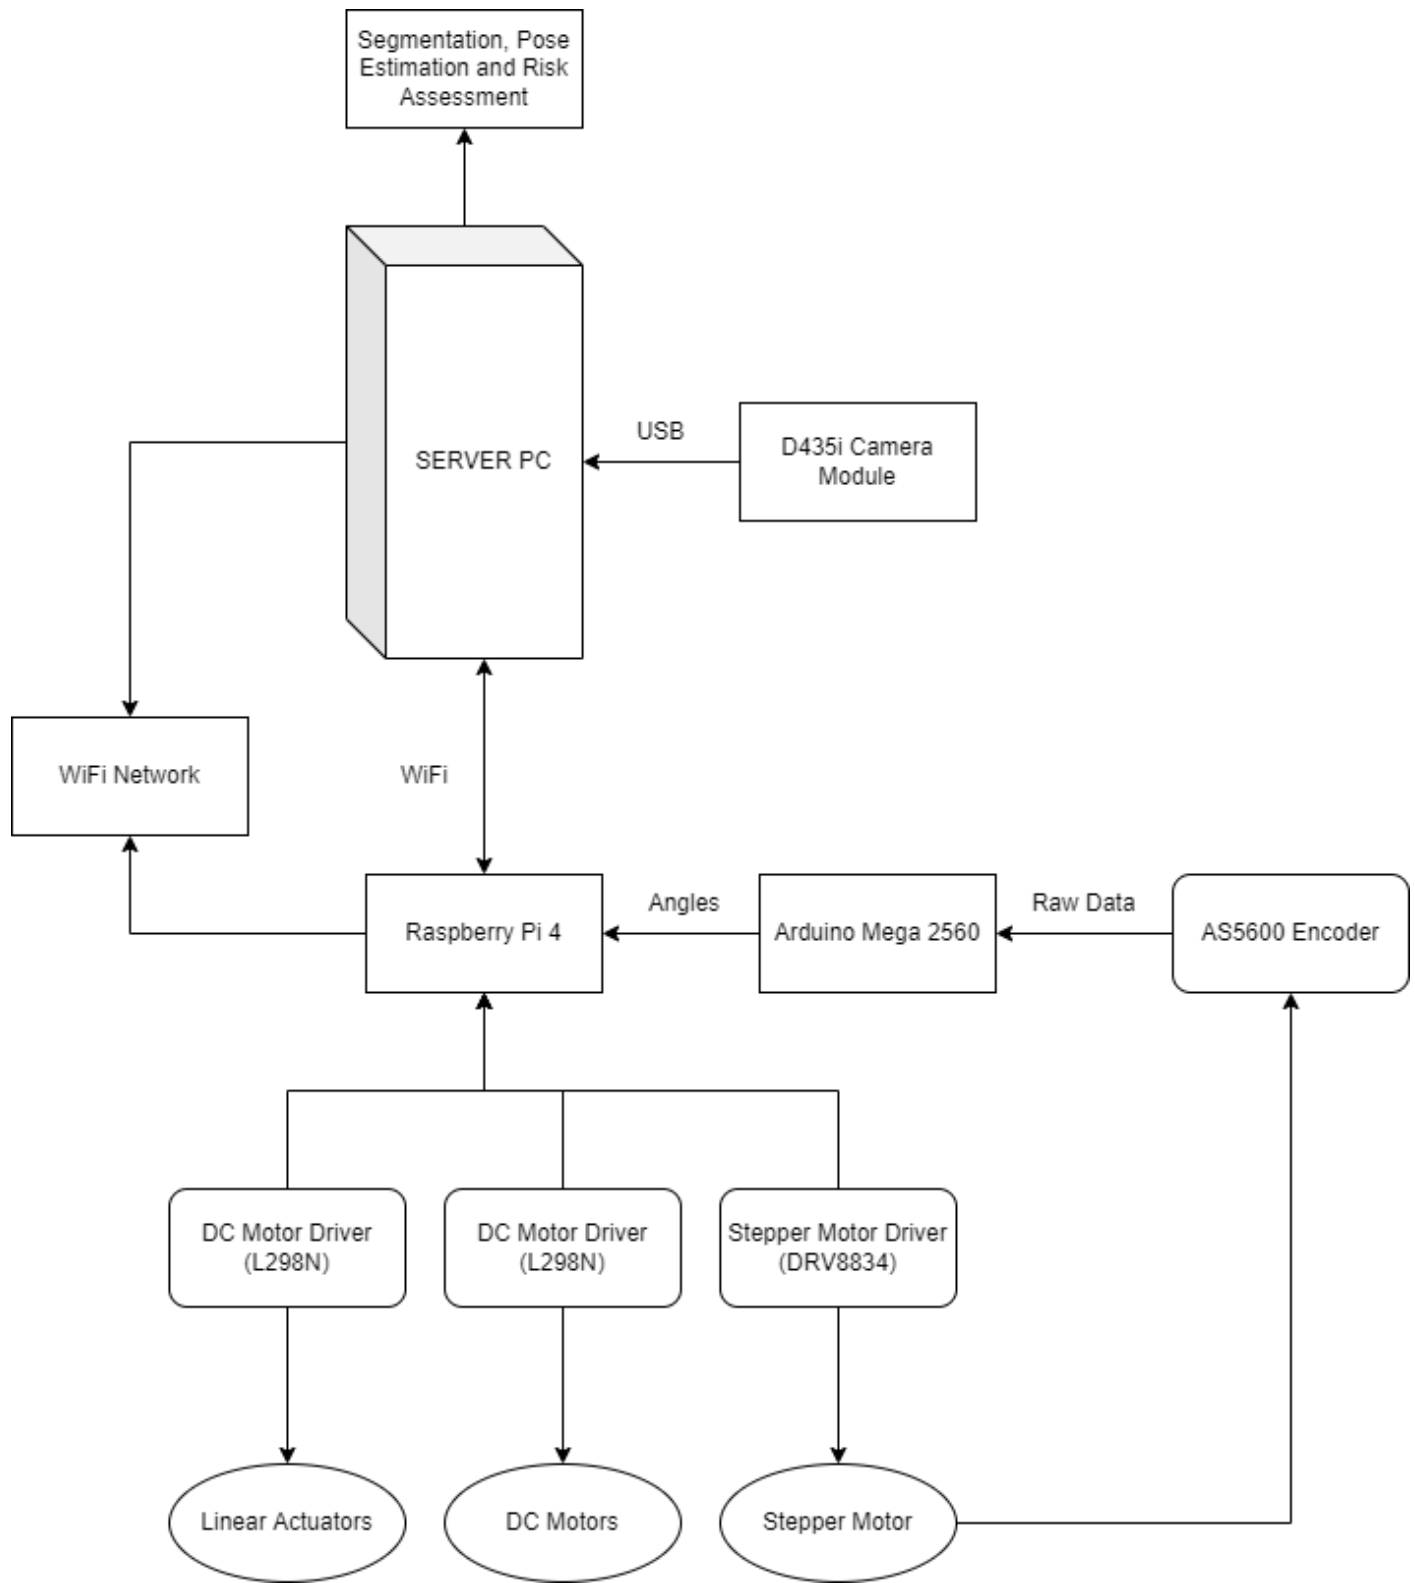 Segmentation, Pose
Estimation and Risk
Assessment
SERVER PC
USB
D435i Camera
Module
WiFi Network
WiFi
Raspberry Pi 4
Angles
Arduino Mega 2560
Raw Data
AS5600 Encoder
DC Motor Driver
(L298N)
DC Motor Driver
(L298N)
Stepper Motor Driver
(DRV8834)
Linear Actuators
DC Motors
Stepper Motor